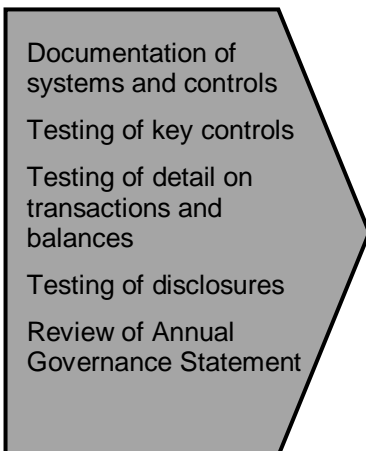 Documentation of
systems and controls
Testing of key controls
Testing of detail on
transactions and
balances
Testing of disclosures
Review of Annual
Governance Statement